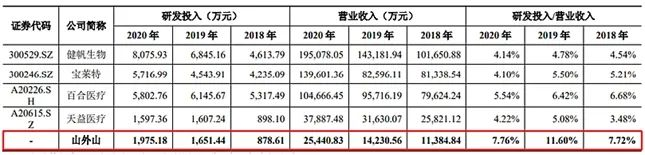 证券代码 公司简称 研发投入（万元） 营业收入（万元） 研发投入/营业收入
2020年 2019年 2018年 2020年 2019年 2018年 2020年 2019年 2018年
300529.SZ 健帆生物 8,075.93 6,845.16 4,613.79 195,078.05 143,181.94 101,650.88 4.14% 4.78% 4.54%
300246.SZ 宝莱特 5,716.99 4,543.91 4,235.09 139,601.36 82,596.11 81,338.54 4.10% 5.50% 5.21%
A20226.SH 百合医疗 5,802.76 6,145.67 5,317.49 104,666.45 95,716.19 79,624.24 5.54% 6.42% 6.68%
A20615.SZ 天益医疗 1,597.36 1,607.24 898.10 37,887.48 31,630.07 25,821.12 4.22% 5.08% 3.48%
- 山外山 1,975.18 1,651.44 878.61 25,440.83 14,230.56 11,384.84 7.76% 11.60% 7.72%